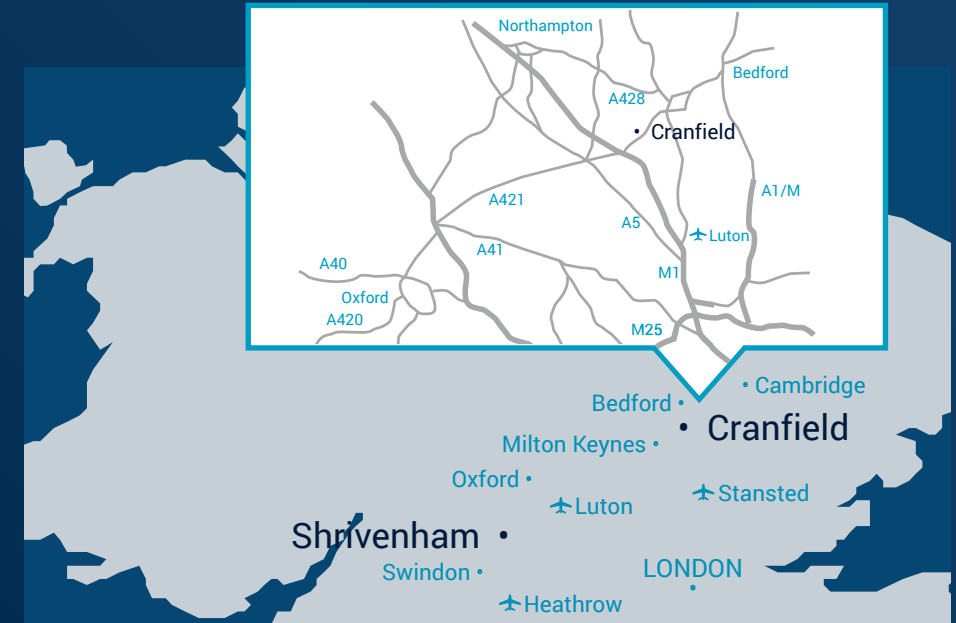 Northampton
Bedford
A428
Cranfield
A1/M
A421
A5
Luton
A41
A40
M1
Oxford
A420
M25
Cambridge
Bedford
Cranfield
Milton Keynes
Oxford
Stansted
Luton
Shrivenham
LONDON
Swindon
Heathrow